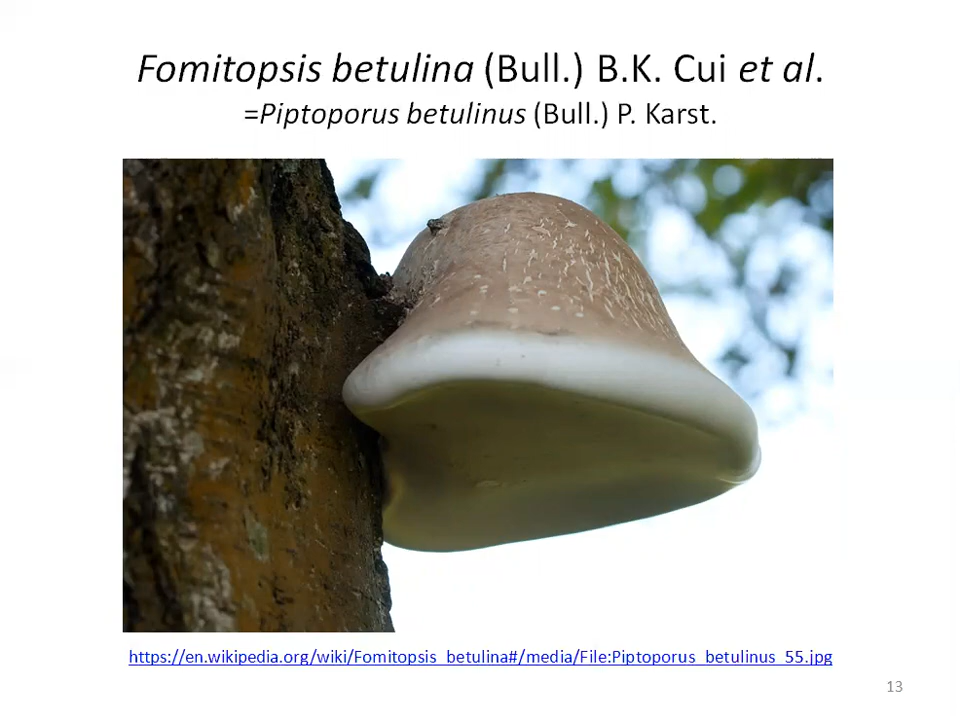 Fomitopsis betulina (Bull.) B.K. Cui et al.
=Piptoporus betulinus (Bull.) P. Karst.
https://en.wikipedia.org/wiki/Fomitopsis_betulina#/media/File:Piptoporus_betulinus_55.jpg
13